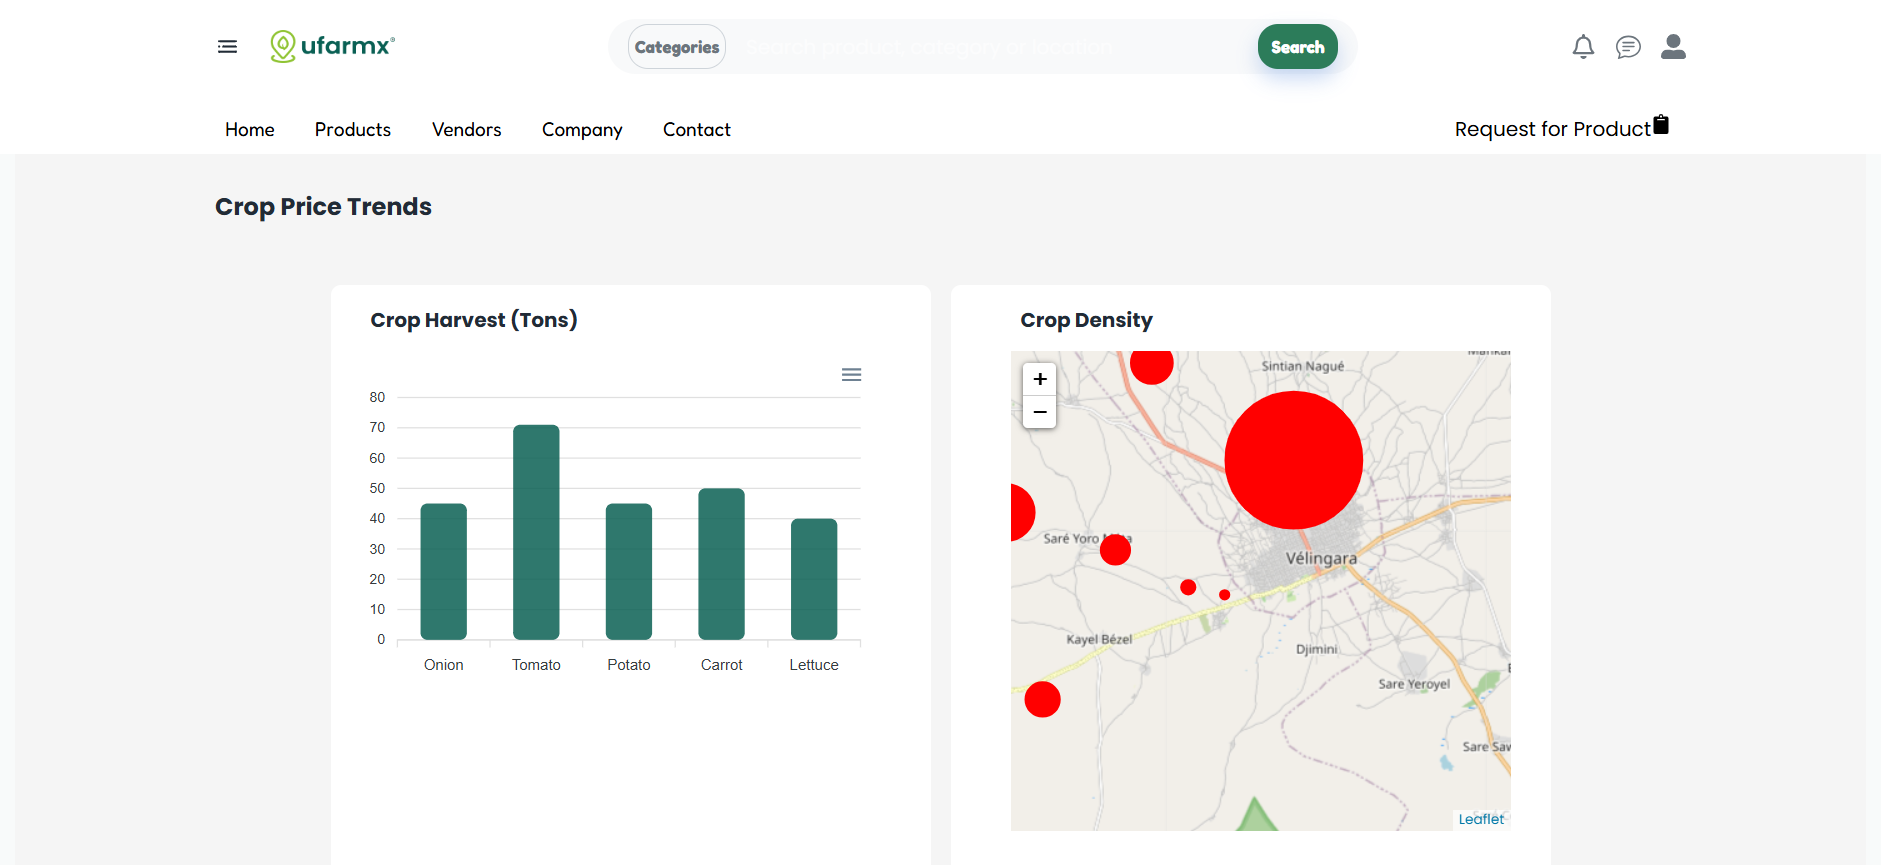 ufarmx®
Categories
Search product, category or location
Search
Home
Products
Vendors
Company
Contact
Request for Product
Crop Price Trends
Crop Harvest (Tons)
80
70
60
50
40
30
20
10
0
Onion
Tomato
Potato
Carrot
Lettuce
Crop Density
+
−
Sintian Nagué
Saré Yoro
Vélingara
Kayel Bézel
Djimini
Sare Yeroyel
Sare Saw
Leaflet